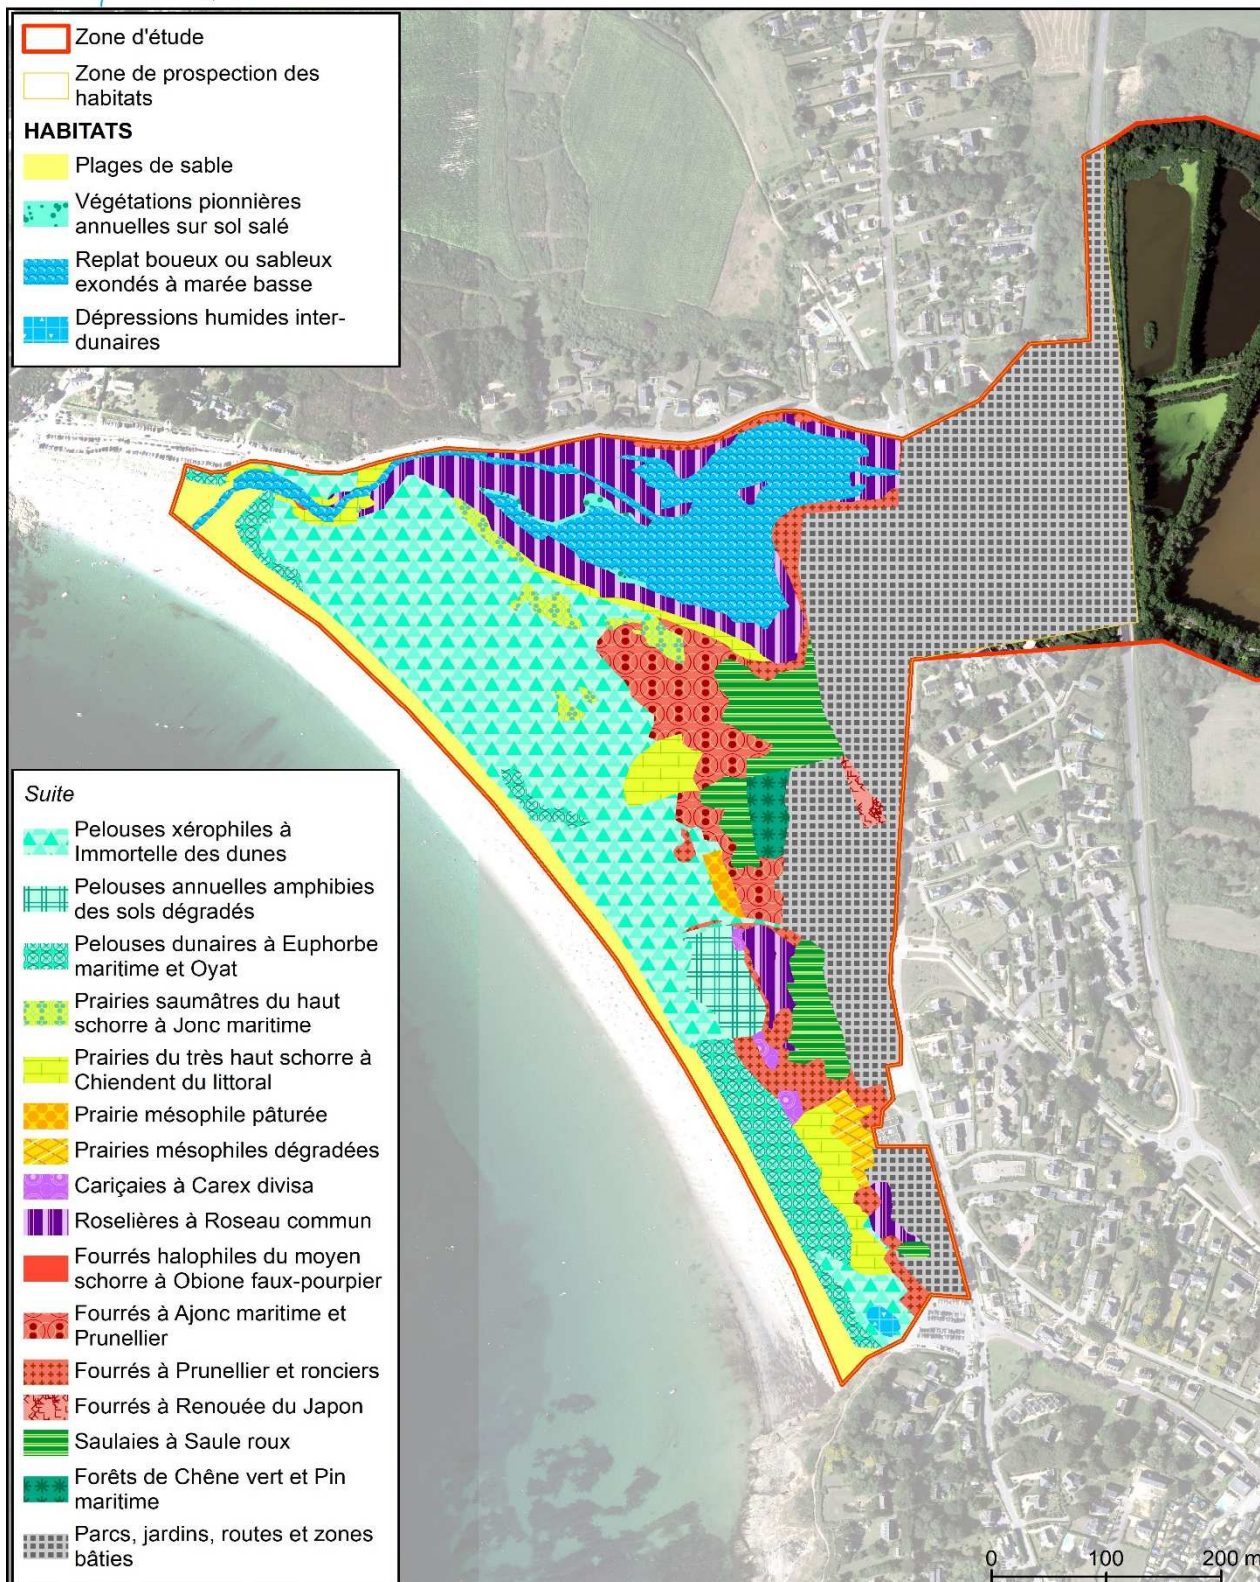 Zone d'étude
Zone de prospection des
habitats
HABITATS
Plages de sable
Végétations pionnières
annuelles sur sol salé
Replat boueux ou sableux
exondés à marée basse
Dépressions humides inter-
dunaires
Suite
Pelouses xérophiles à
Immortelle des dunes
Pelouses annuelles amphibies
des sols dégradés
Pelouses dunaires à Euphorbe
maritime et Oyat
Prairies saumâtres du haut
schorre à Jonc maritime
Prairies du très haut schorre à
Chiendent du littoral
Prairie mésophile pâturée
Prairies mésophiles dégradées
Cariçaies à Carex divisa
Roselières à Roseau commun
Fourrés halophiles du moyen
schorre à Obione faux-pourpier
Fourrés à Ajonc maritime et
Prunellier
Fourrés à Prunellier et ronciers
Fourrés à Renouée du Japon
Saulaies à Saule roux
Forêts de Chêne vert et Pin
maritime
Parcs, jardins, routes et zones
bâties
0 100 200 m